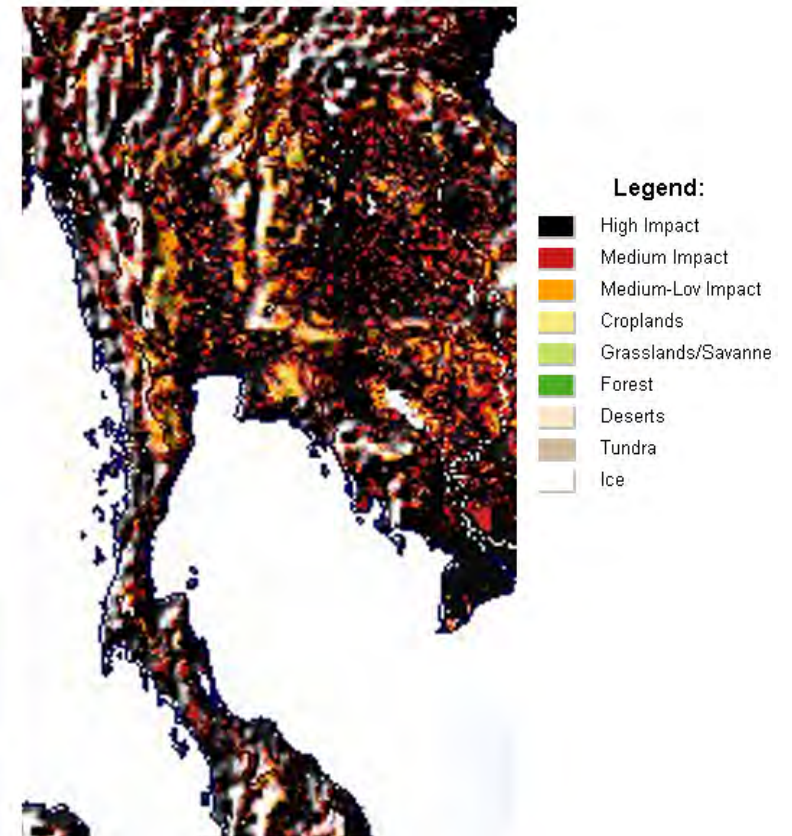 Legend:
High Impact
Medium Impact
Medium-Lov Impact
Croplands
Grasslands/Savanne
Forest
Deserts
Tundra
Ice